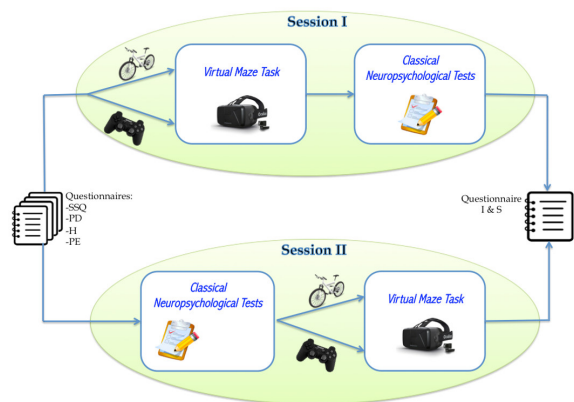 Session I
Virtual Maze Task
Classical
Neuropsychological Tests
Questionnaires:
-SSQ
-PD
-H
-PE
Questionnaire
I & S
Session II
Classical
Neuropsychological Tests
Virtual Maze Task